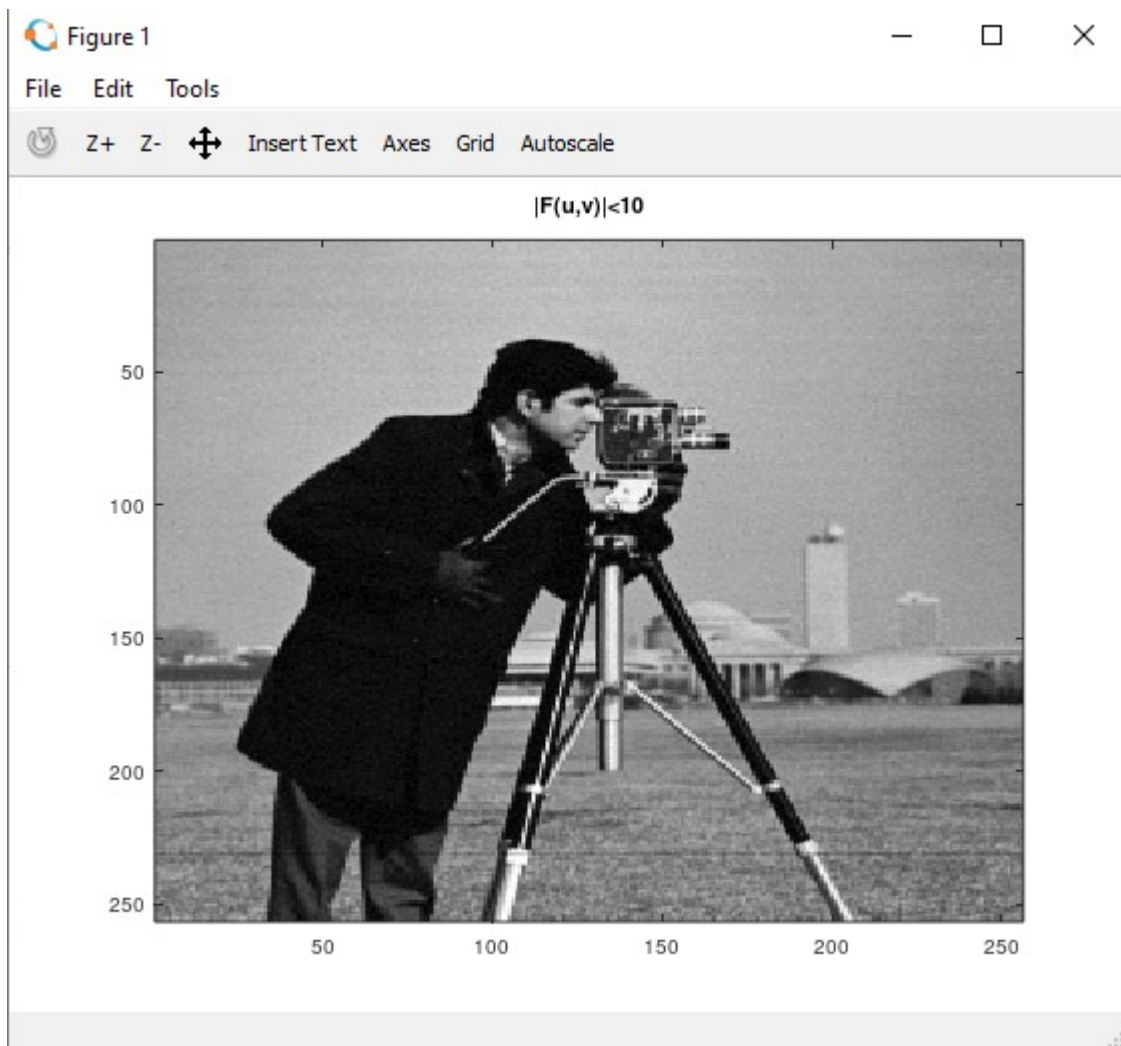 Figure 1
File Edit Tools
Z+ Z- Insert Text Axes Grid Autoscale
|F(u,v)|<10
50
100
150
200
250
50 100 150 200 250